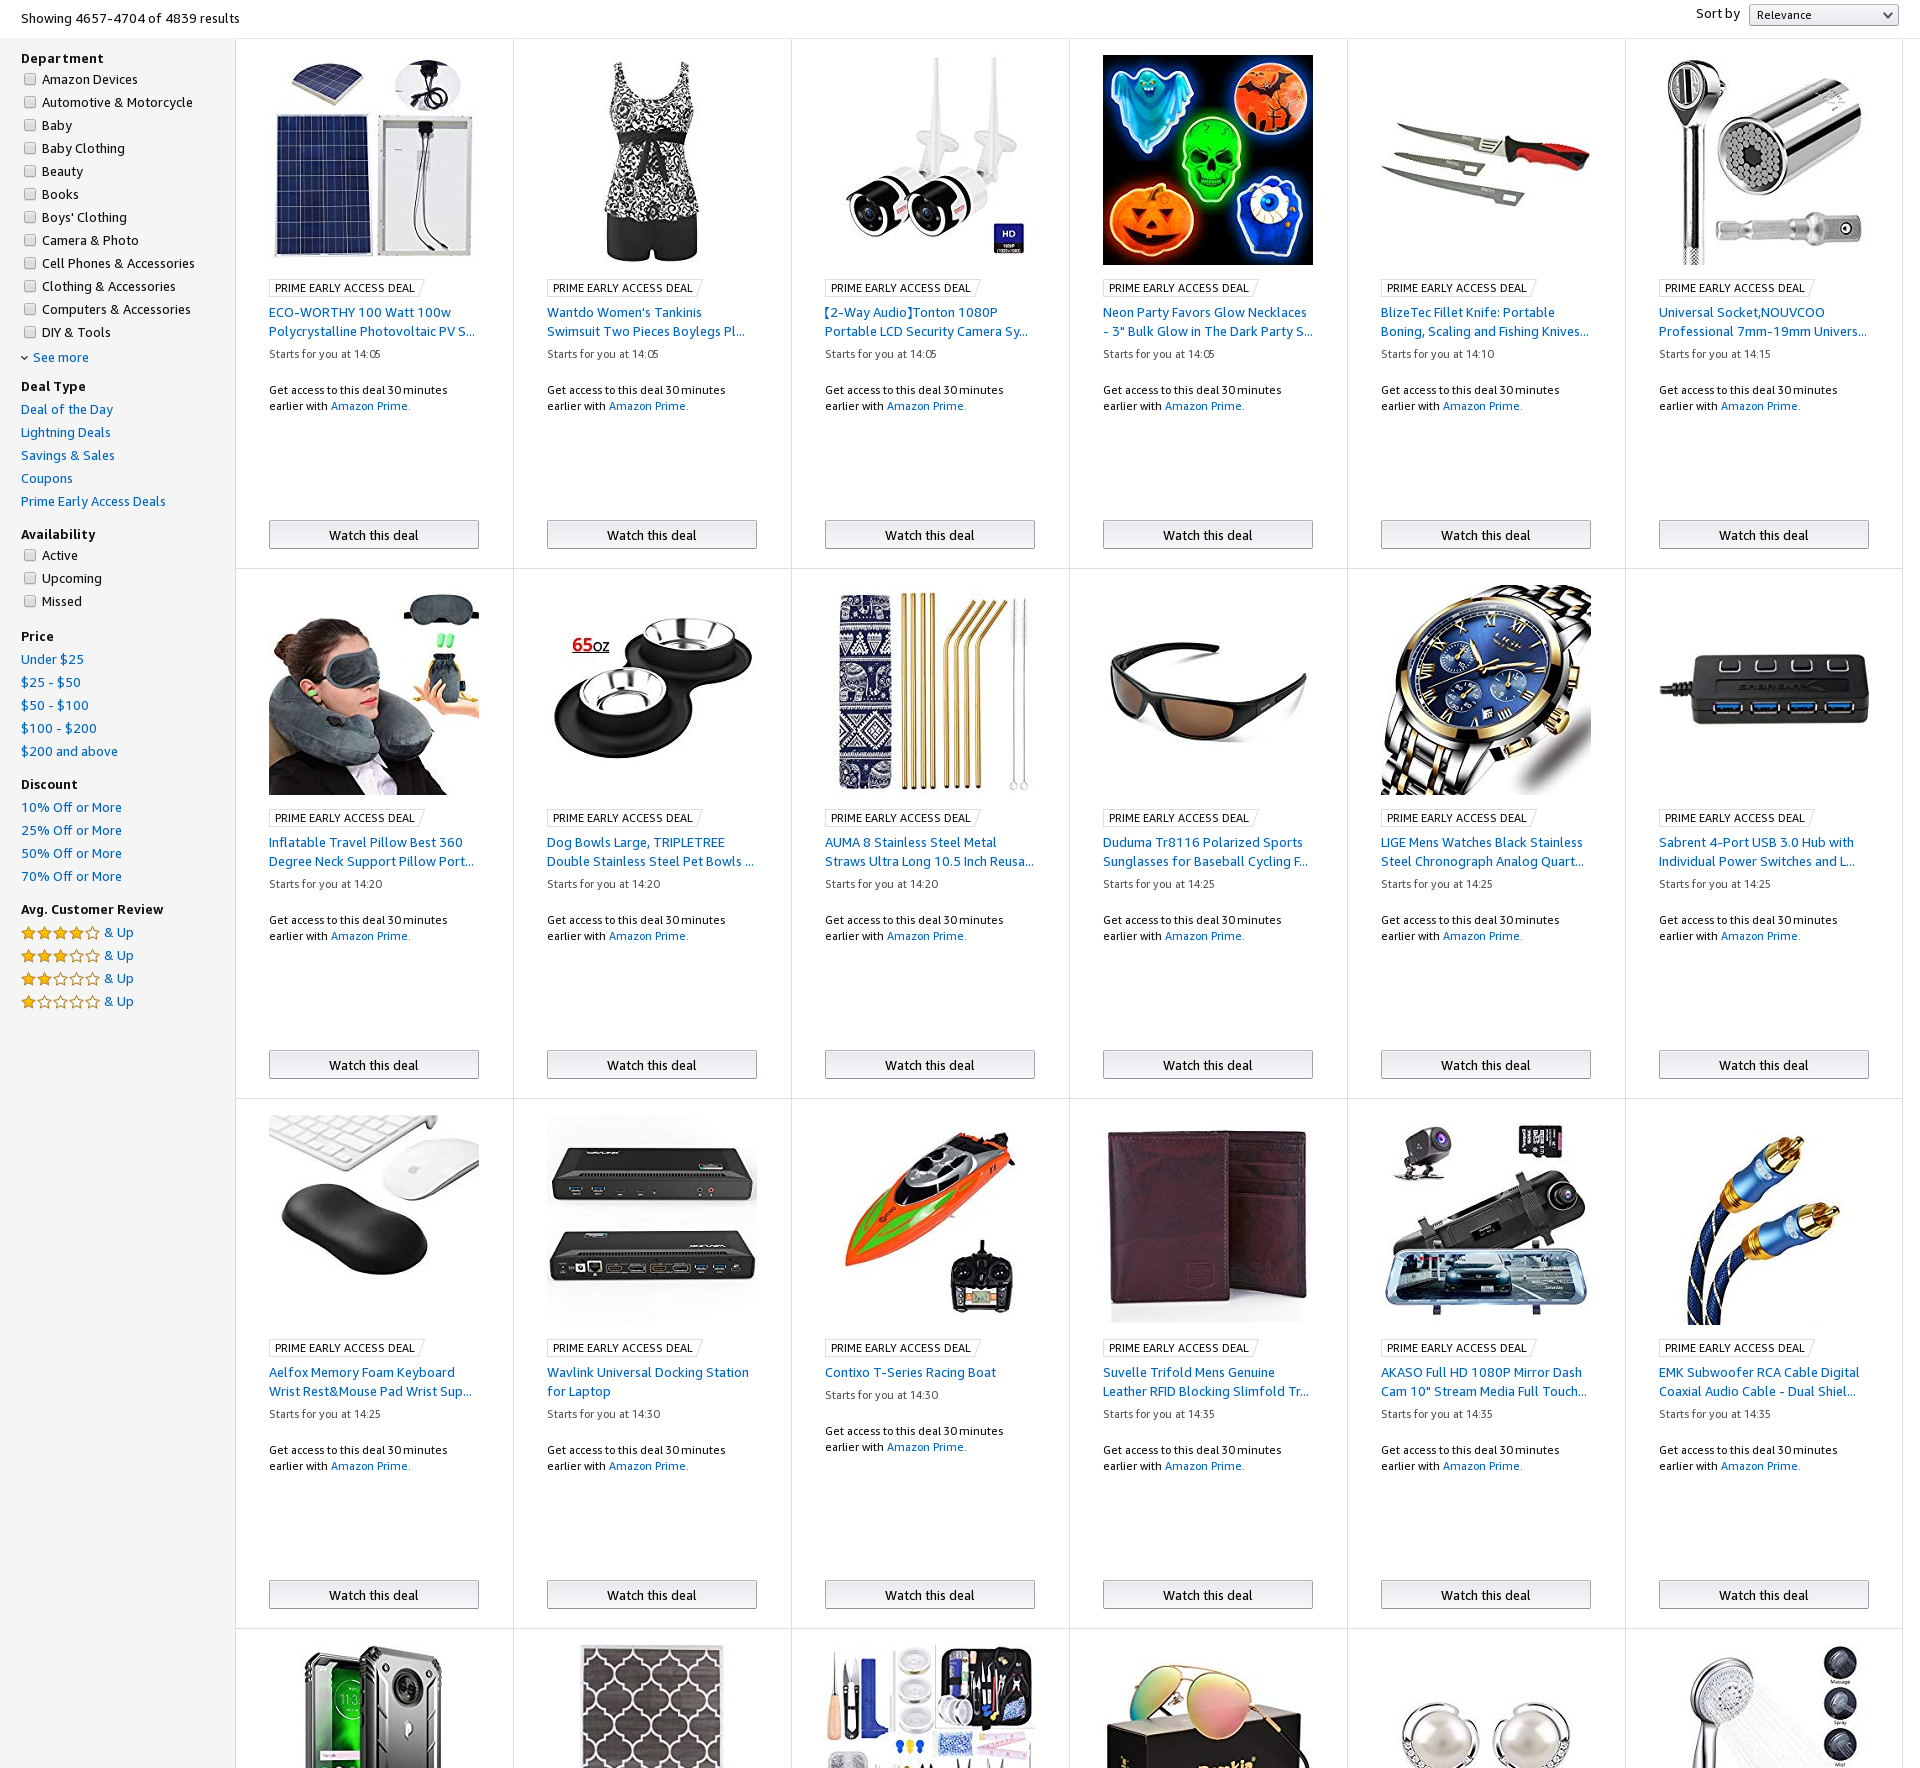 Showing 4657-4704 of 4839 results
Sort by Relevance
Department
Amazon Devices
Automotive & Motorcycle
Baby
Baby Clothing
Beauty
Books
Boys' Clothing
Camera & Photo
Cell Phones & Accessories
Clothing & Accessories
Computers & Accessories
DIY & Tools
See more
Deal Type
Deal of the Day
Lightning Deals
Savings & Sales
Coupons
Prime Early Access Deals
Availability
Active
Upcoming
Missed
Price
Under $25
$25 - $50
$50 - $100
$100 - $200
$200 and above
Discount
10% Off or More
25% Off or More
50% Off or More
70% Off or More
Avg. Customer Review
& Up
& Up
& Up
& Up
PRIME EARLY ACCESS DEAL
ECO-WORTHY 100 Watt 100w
Polycrystalline Photovoltaic PV S...
Starts for you at 14:05
Get access to this deal 30 minutes
earlier with Amazon Prime.
Watch this deal
PRIME EARLY ACCESS DEAL
Wantdo Women's Tankinis
Swimsuit Two Pieces Boylegs Pl...
Starts for you at 14:05
Get access to this deal 30 minutes
earlier with Amazon Prime.
Watch this deal
HD
1080P
PRIME EARLY ACCESS DEAL
【2-Way Audio】Tonton 1080P
Portable LCD Security Camera Sy...
Starts for you at 14:05
Get access to this deal 30 minutes
earlier with Amazon Prime.
Watch this deal
PRIME EARLY ACCESS DEAL
Neon Party Favors Glow Necklaces
- 3" Bulk Glow in The Dark Party S...
Starts for you at 14:05
Get access to this deal 30 minutes
earlier with Amazon Prime.
Watch this deal
PRIME EARLY ACCESS DEAL
BlizeTec Fillet Knife: Portable
Boning, Scaling and Fishing Knives...
Starts for you at 14:10
Get access to this deal 30 minutes
earlier with Amazon Prime.
Watch this deal
PRIME EARLY ACCESS DEAL
Universal Socket,NOUVCOO
Professional 7mm-19mm Univers...
Starts for you at 14:15
Get access to this deal 30 minutes
earlier with Amazon Prime.
Watch this deal
PRIME EARLY ACCESS DEAL
Inflatable Travel Pillow Best 360
Degree Neck Support Pillow Port...
Starts for you at 14:20
Get access to this deal 30 minutes
earlier with Amazon Prime.
Watch this deal
65OZ
PRIME EARLY ACCESS DEAL
Dog Bowls Large, TRIPLETREE
Double Stainless Steel Pet Bowls ...
Starts for you at 14:20
Get access to this deal 30 minutes
earlier with Amazon Prime.
Watch this deal
PRIME EARLY ACCESS DEAL
AUMA 8 Stainless Steel Metal
Straws Ultra Long 10.5 Inch Reusa...
Starts for you at 14:20
Get access to this deal 30 minutes
earlier with Amazon Prime.
Watch this deal
PRIME EARLY ACCESS DEAL
Duduma Tr8116 Polarized Sports
Sunglasses for Baseball Cycling F...
Starts for you at 14:25
Get access to this deal 30 minutes
earlier with Amazon Prime.
Watch this deal
LIGE
PRIME EARLY ACCESS DEAL
LIGE Mens Watches Black Stainless
Steel Chronograph Analog Quart...
Starts for you at 14:25
Get access to this deal 30 minutes
earlier with Amazon Prime.
Watch this deal
SABRENT
PRIME EARLY ACCESS DEAL
Sabrent 4-Port USB 3.0 Hub with
Individual Power Switches and L...
Starts for you at 14:25
Get access to this deal 30 minutes
earlier with Amazon Prime.
Watch this deal
PRIME EARLY ACCESS DEAL
Aelfox Memory Foam Keyboard
Wrist Rest&Mouse Pad Wrist Sup...
Starts for you at 14:25
Get access to this deal 30 minutes
earlier with Amazon Prime.
Watch this deal
WAVLINK
PRIME EARLY ACCESS DEAL
Wavlink Universal Docking Station
for Laptop
Starts for you at 14:30
Get access to this deal 30 minutes
earlier with Amazon Prime.
Watch this deal
PRIME EARLY ACCESS DEAL
Contixo T-Series Racing Boat
Starts for you at 14:30
Get access to this deal 30 minutes
earlier with Amazon Prime.
Watch this deal
PRIME EARLY ACCESS DEAL
Suvelle Trifold Mens Genuine
Leather RFID Blocking Slimfold Tr...
Starts for you at 14:35
Get access to this deal 30 minutes
earlier with Amazon Prime.
Watch this deal
PRIME EARLY ACCESS DEAL
AKASO Full HD 1080P Mirror Dash
Cam 10" Stream Media Full Touch...
Starts for you at 14:35
Get access to this deal 30 minutes
earlier with Amazon Prime.
Watch this deal
PRIME EARLY ACCESS DEAL
EMK Subwoofer RCA Cable Digital
Coaxial Audio Cable - Dual Shiel...
Starts for you at 14:35
Get access to this deal 30 minutes
earlier with Amazon Prime.
Watch this deal
Massage
Spray
Mist